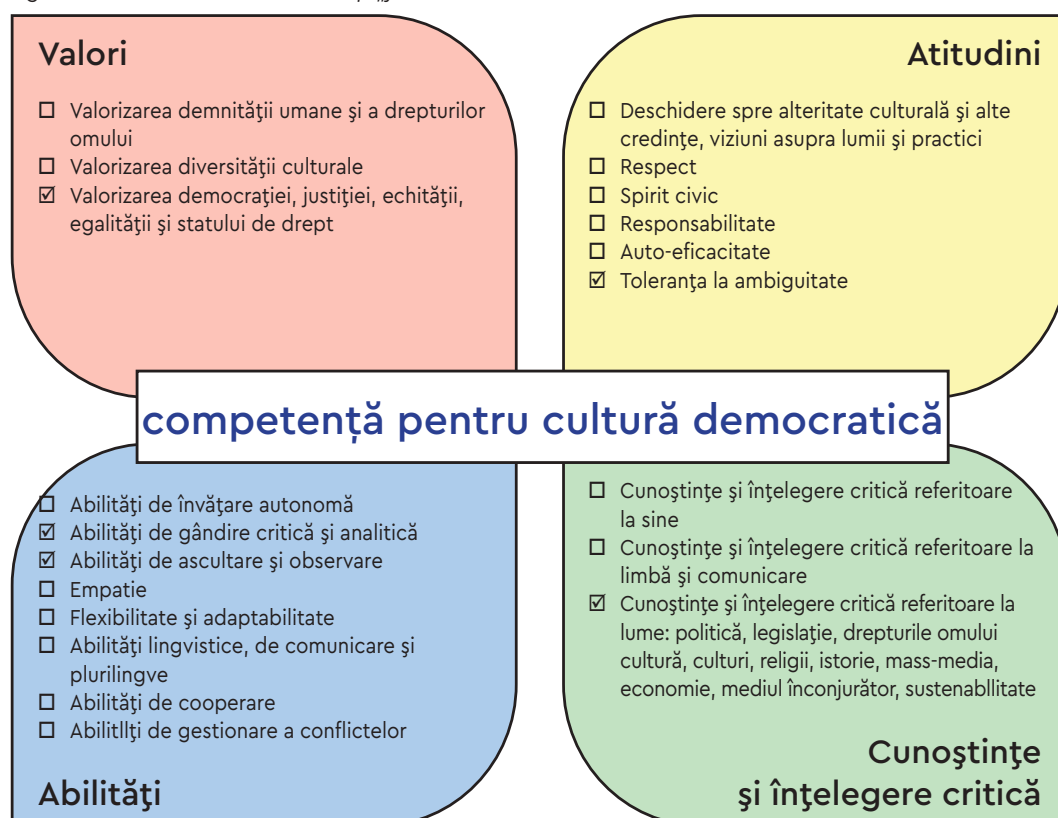 Valori
☐ Valorizarea demnităţii umane şi a drepturilor
omului
☐ Valorizarea diversităţii culturale
☑ Valorizarea democraţiei, justiţiei, echităţii,
egalităţii şi statului de drept
Atitudini
☐ Deschidere spre alteritate culturală şi alte
credinţe, viziuni asupra lumii şi practici
☐ Respect
☐ Spirit civic
☐ Responsabilitate
☐ Auto-eficacitate
☑ Toleranţa la ambiguitate
competență pentru cultură democratică
☐ Abilităţi de învăţare autonomă
☑ Abilităţi de gândire critică şi analitică
☑ Abilităţi de ascultare şi observare
☐ Empatie
☐ Flexibilitate şi adaptabilitate
☐ Abilităţi lingvistice, de comunicare şi
plurilingve
☐ Abilităţi de cooperare
☐ Abilitllţi de gestionare a conflictelor
Abilităţi
☐ Cunoştinţe şi înţelegere critică referitoare
la sine
☐ Cunoştinţe şi înţelegere critică referitoare la
limbă şi comunicare
☑ Cunoştinţe şi înţelegere critică referitoare la
lume: politică, legislaţie, drepturile omului
cultură, culturi, religii, istorie, mass-media,
economie, mediul înconjurător, sustenabllitate
Cunoştinţe
şi înţelegere critică